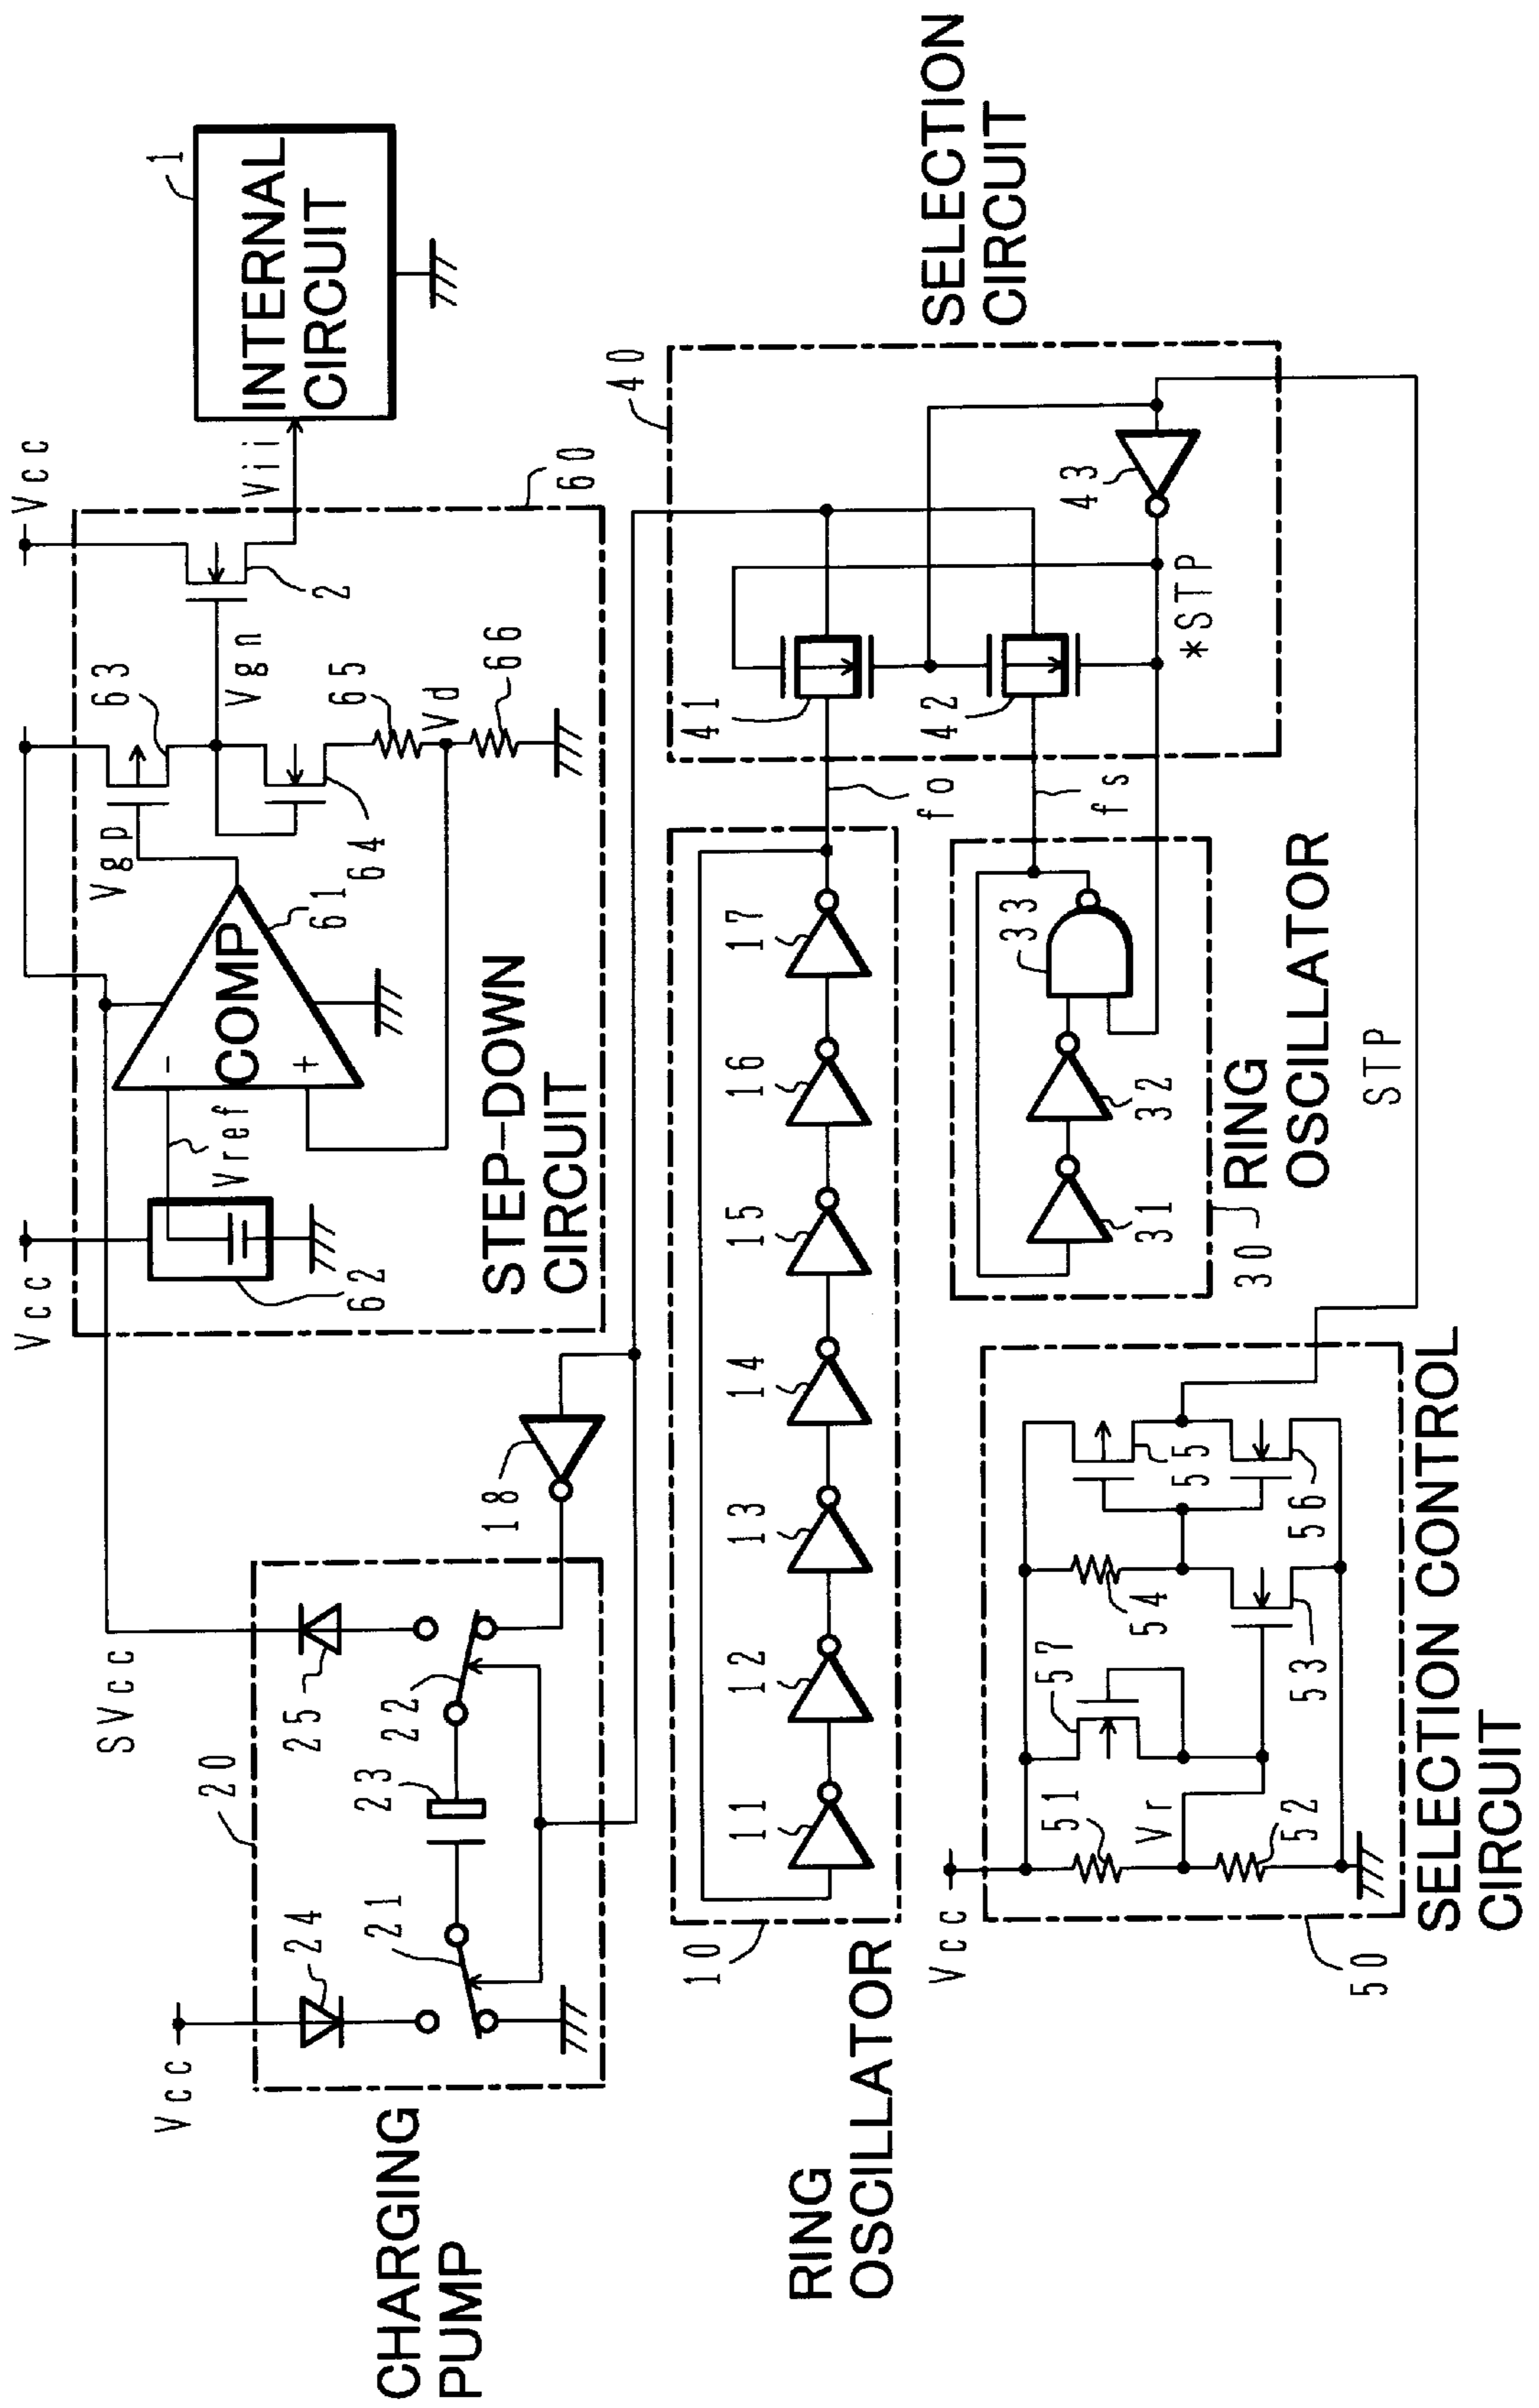 Vcc
24
CHARGING
PUMP
20
21
23
22
25
SVcc
18
Vcc
62
Vref
STEP-DOWN
CIRCUIT
COMP
-
+
61
Vgp
63
64
Vgn
65
Vd
66
2
60
Vcc
Vii
1
INTERNAL
CIRCUIT
RING
OSCILLATOR
10
11
12
13
14
15
16
17
fo
40
41
42
43
*STP
SELECTION
CIRCUIT
fs
30
31
32
33
RING
OSCILLATOR
STP
Vcc
50
51
Vr
52
57
54
53
55
56
SELECTION CONTROL
CIRCUIT